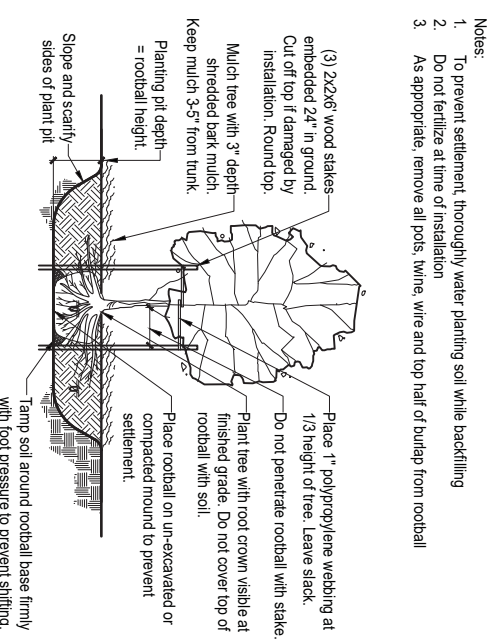 Notes:
1. To prevent settlement, thoroughly water planting soil while backfilling
2. Do not fertilize at time of installation
3. As appropriate, remove all pots, twine, wire and top half of burlap from rootball
(3) 2x2x6' wood stakes
embedded 24" in ground.
Cut off top if damaged by
installation. Round top.
Mulch tree with 3" depth
shredded bark mulch.
Keep mulch 3-5" from trunk.
Planting pit depth
= rootball height.
Slope and scarify
sides of plant pit
Place 1" polypropylene webbing at
1/3 height of tree. Leave slack.
Do not penetrate rootball with stake.
Plant tree with root crown visible at
finished grade. Do not cover top of
rootball with soil.
Place rootball on un-excavated or
compacted mound to prevent
settlement.
Tamp soil around rootball base firmly
with foot pressure to prevent shifting.